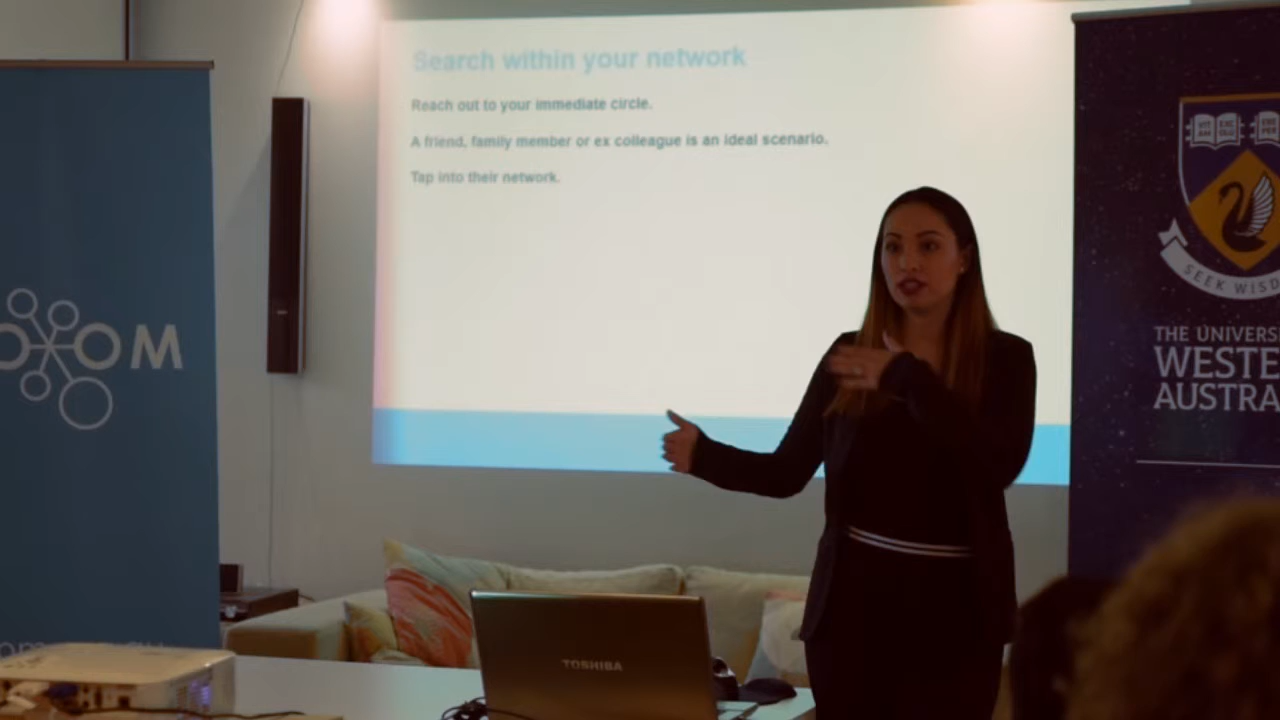 Search within your network
Reach out to your immediate circle.
A friend, family member or ex colleague is an ideal scenario.
Tap into their network.
OM
TOSHIBA
SEEK WISD
THE UNIVERS
WESTE
AUSTRA